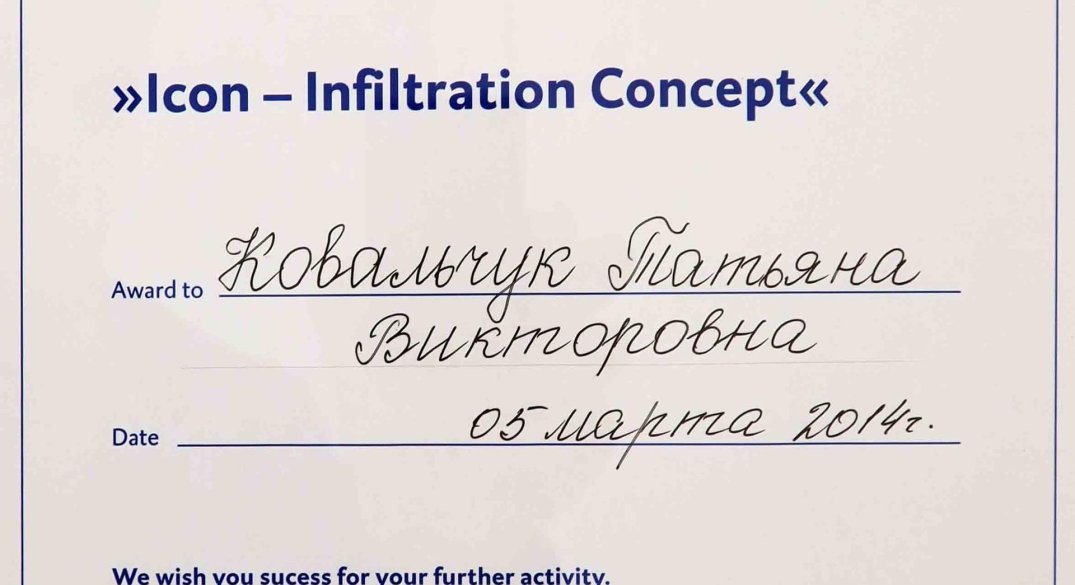 »Icon – Infiltration Concept«
Award to Ковальчук Татьяна
Викторовна
Date 05 марта 2014г.
We wish you sucess for your further activity.